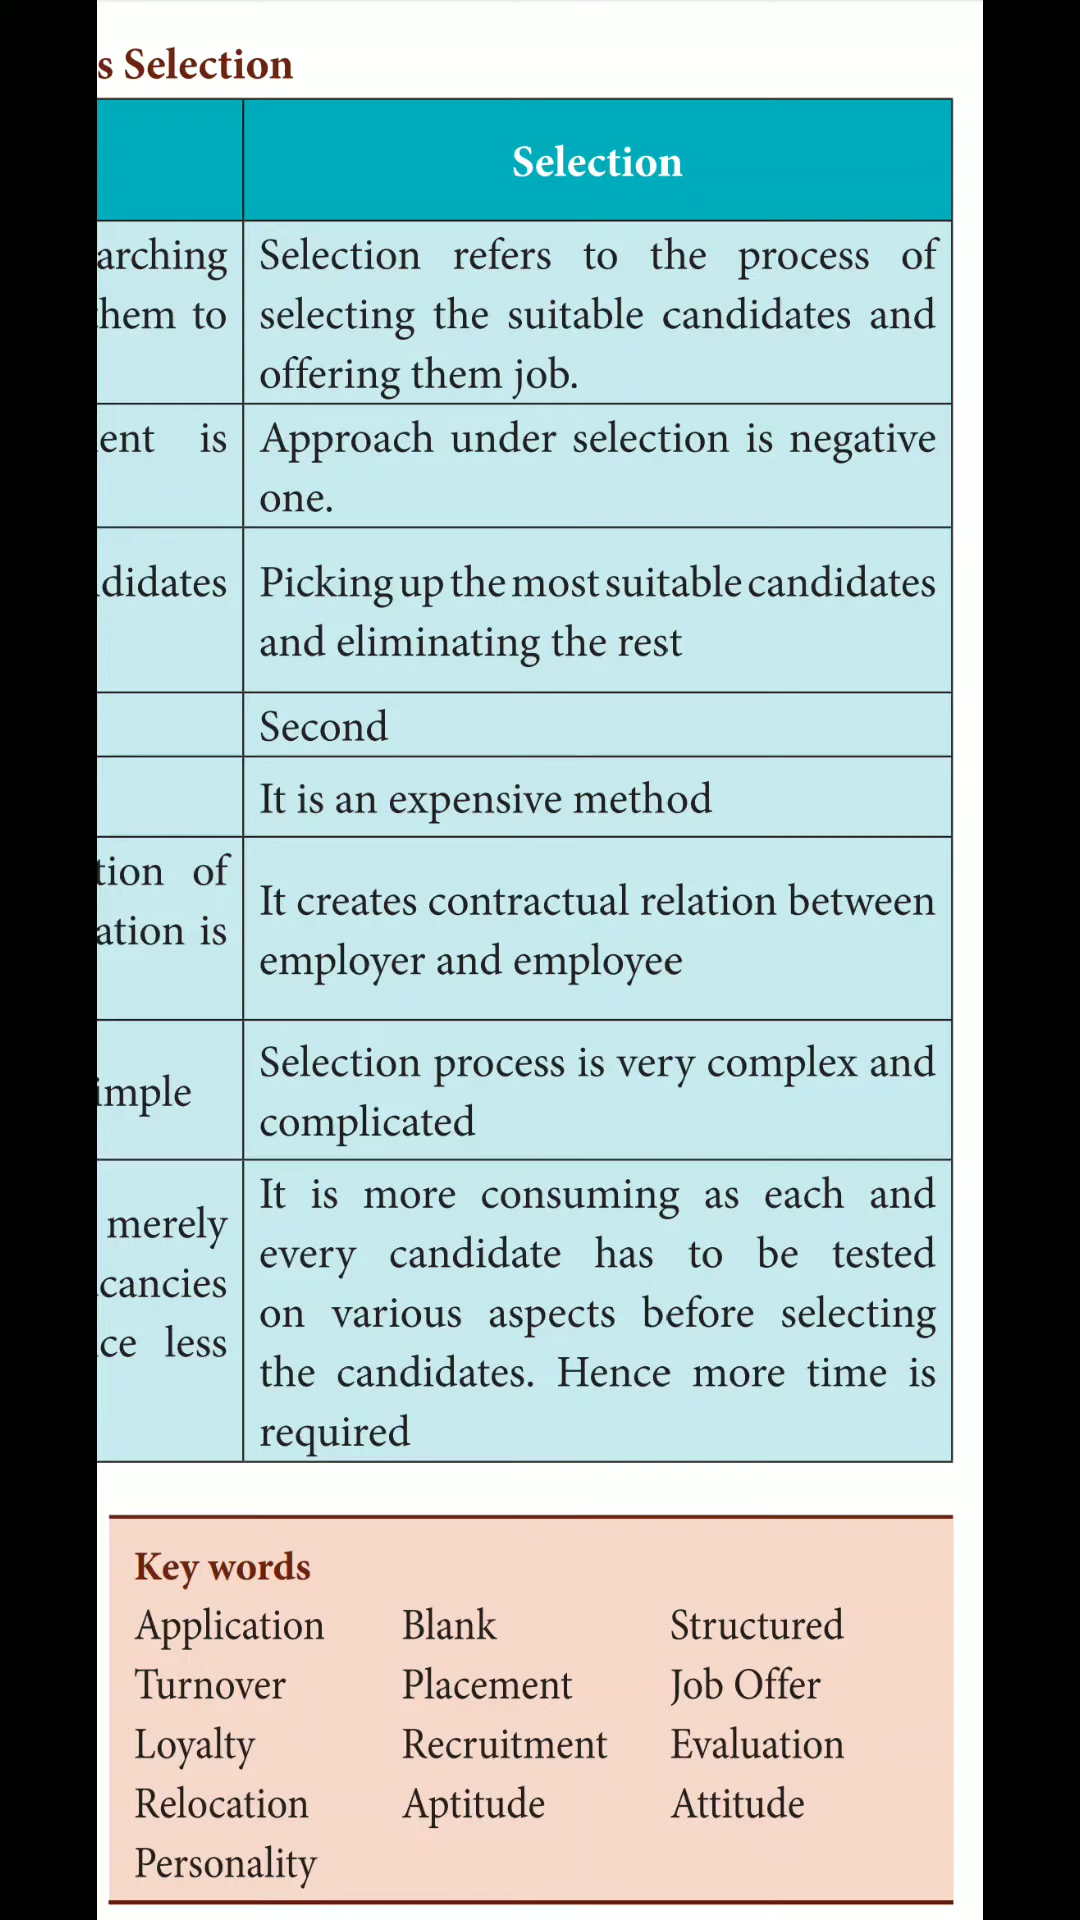 s Selection
Selection
arching
hem to
Selection refers to the process of
selecting the suitable candidates and
offering them job.
ent is
Approach under selection is negative
one.
didates
Picking up the most suitable candidates
and eliminating the rest
Second
It is an expensive method
tion of
ation is
It creates contractual relation between
employer and employee
imple
Selection process is very complex and
complicated
merely
cancies
ce less
It is more consuming as each and
every candidate has to be tested
on various aspects before selecting
the candidates. Hence more time is
required
Key words
Application Blank Structured
Turnover Placement Job Offer
Loyalty Recruitment Evaluation
Relocation Aptitude Attitude
Personality